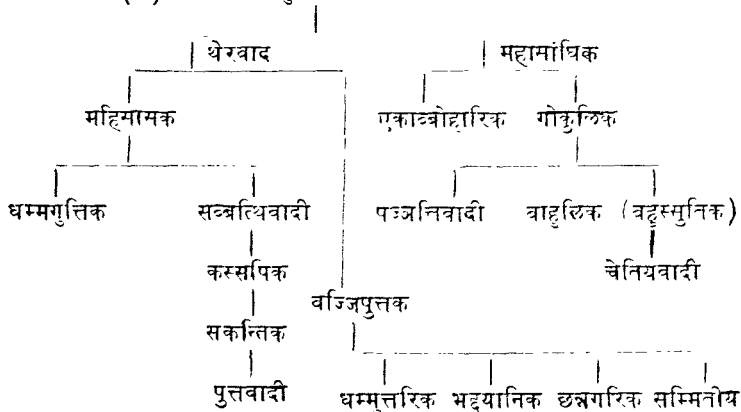 थेरवाद महासांघिक
महिंसासक एकाब्बोहारिक गोकुलिक
धम्मगुत्तिक सब्बत्थिवादी पञ्ञत्तिवादी बाहुलिक (बहुस्सुतिक)
कस्सपिक चेतियवादी
वज्जिपुत्तक
सकन्तिक
पुत्तवादी धम्मुत्तरिक भद्दयानिक छन्नगरिक सम्मितीय